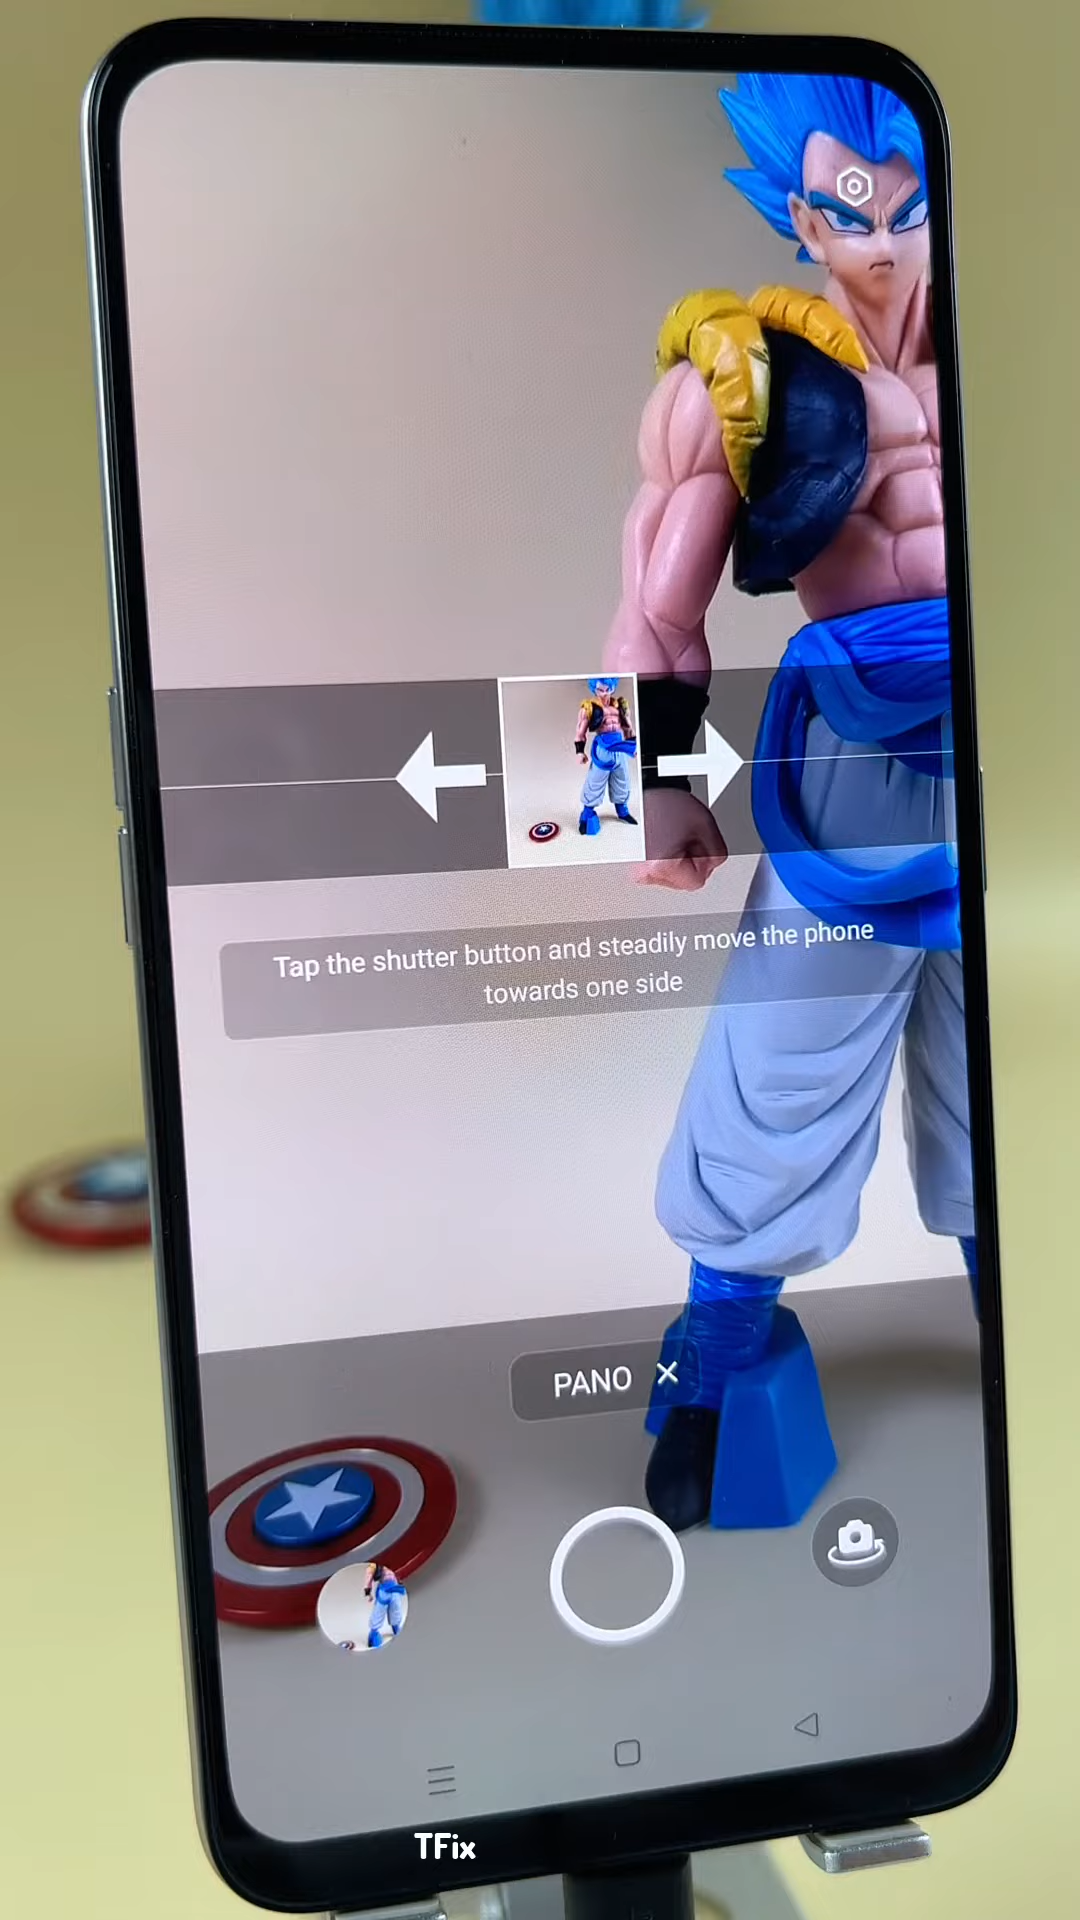 Tap the shutter button and steadily move the phone
towards one side
PANO
TFix